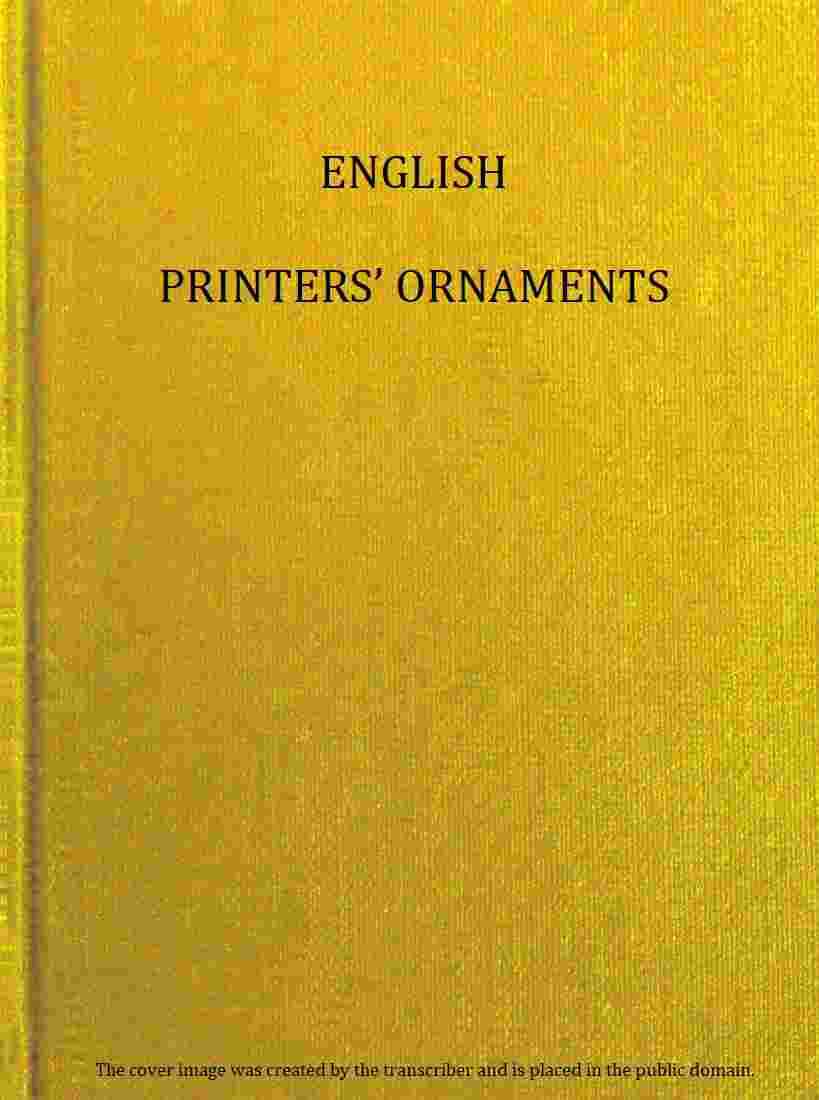 ENGLISH
PRINTERS’ ORNAMENTS
The cover image was created by the transcriber and is placed in the public domain.